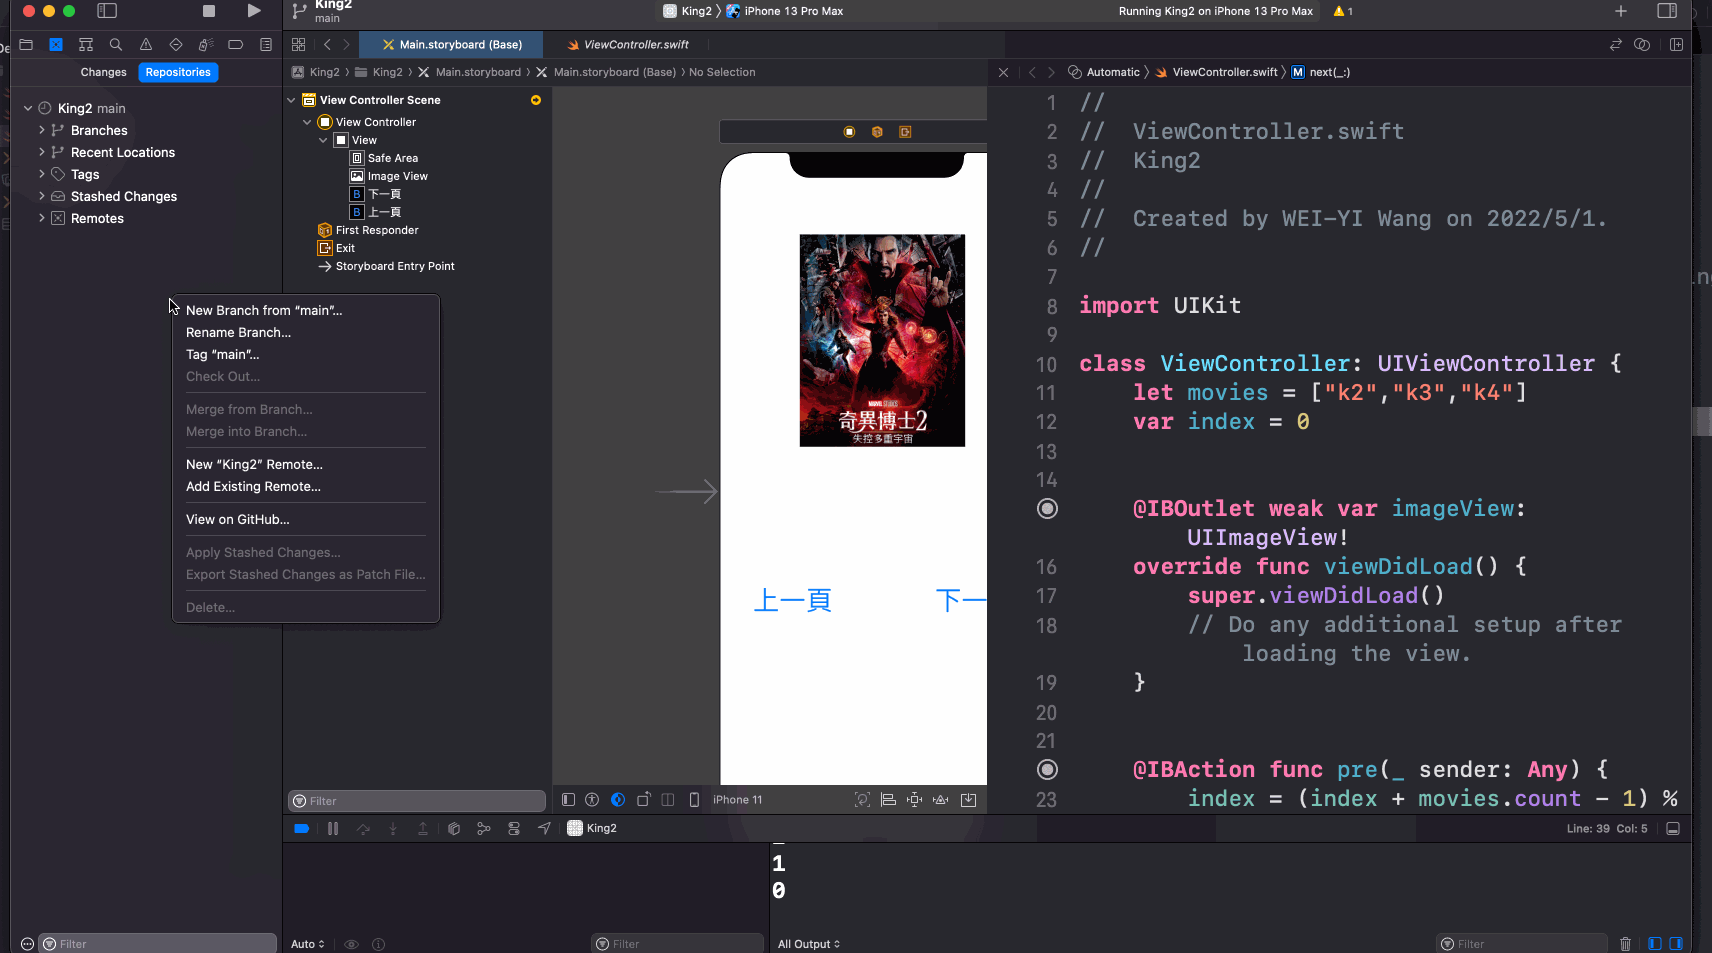 King2
main
King2 〉 iPhone 13 Pro Max
Running King2 on iPhone 13 Pro Max
1
Main.storyboard (Base)
ViewController.swift
Changes
Repositories
King2 〉 King2 〉 Main.storyboard 〉 Main.storyboard (Base) 〉 No Selection
Automatic 〉 ViewController.swift 〉 M next(_:)
King2 main
Branches
Recent Locations
Tags
Stashed Changes
Remotes
View Controller Scene
View Controller
View
Safe Area
Image View
B 下一頁
B 上一頁
First Responder
Exit
Storyboard Entry Point
New Branch from “main”...
Rename Branch...
Tag “main”...
Check Out...
Merge from Branch...
Merge into Branch...
New “King2” Remote...
Add Existing Remote...
View on GitHub...
Apply Stashed Changes...
Export Stashed Changes as Patch File...
Delete...
MARVEL STUDIOS
奇異博士2
失控多重宇宙
上一頁
下一
1 //
2 // ViewController.swift
3 // King2
4 //
5 // Created by WEI-YI Wang on 2022/5/1.
6 //
7
8 import UIKit
9
10 class ViewController: UIViewController {
11 let movies = ["k2","k3","k4"]
12 var index = 0
13
14
@IBOutlet weak var imageView:
UIImageView!
16 override func viewDidLoad() {
17 super.viewDidLoad()
18 // Do any additional setup after
loading the view.
19 }
20
21
@IBAction func pre(_ sender: Any) {
23 index = (index + movies.count - 1) %
Filter
iPhone 11
King2
Line: 39 Col: 5
1
0
Filter
Auto
Filter
All Output
Filter